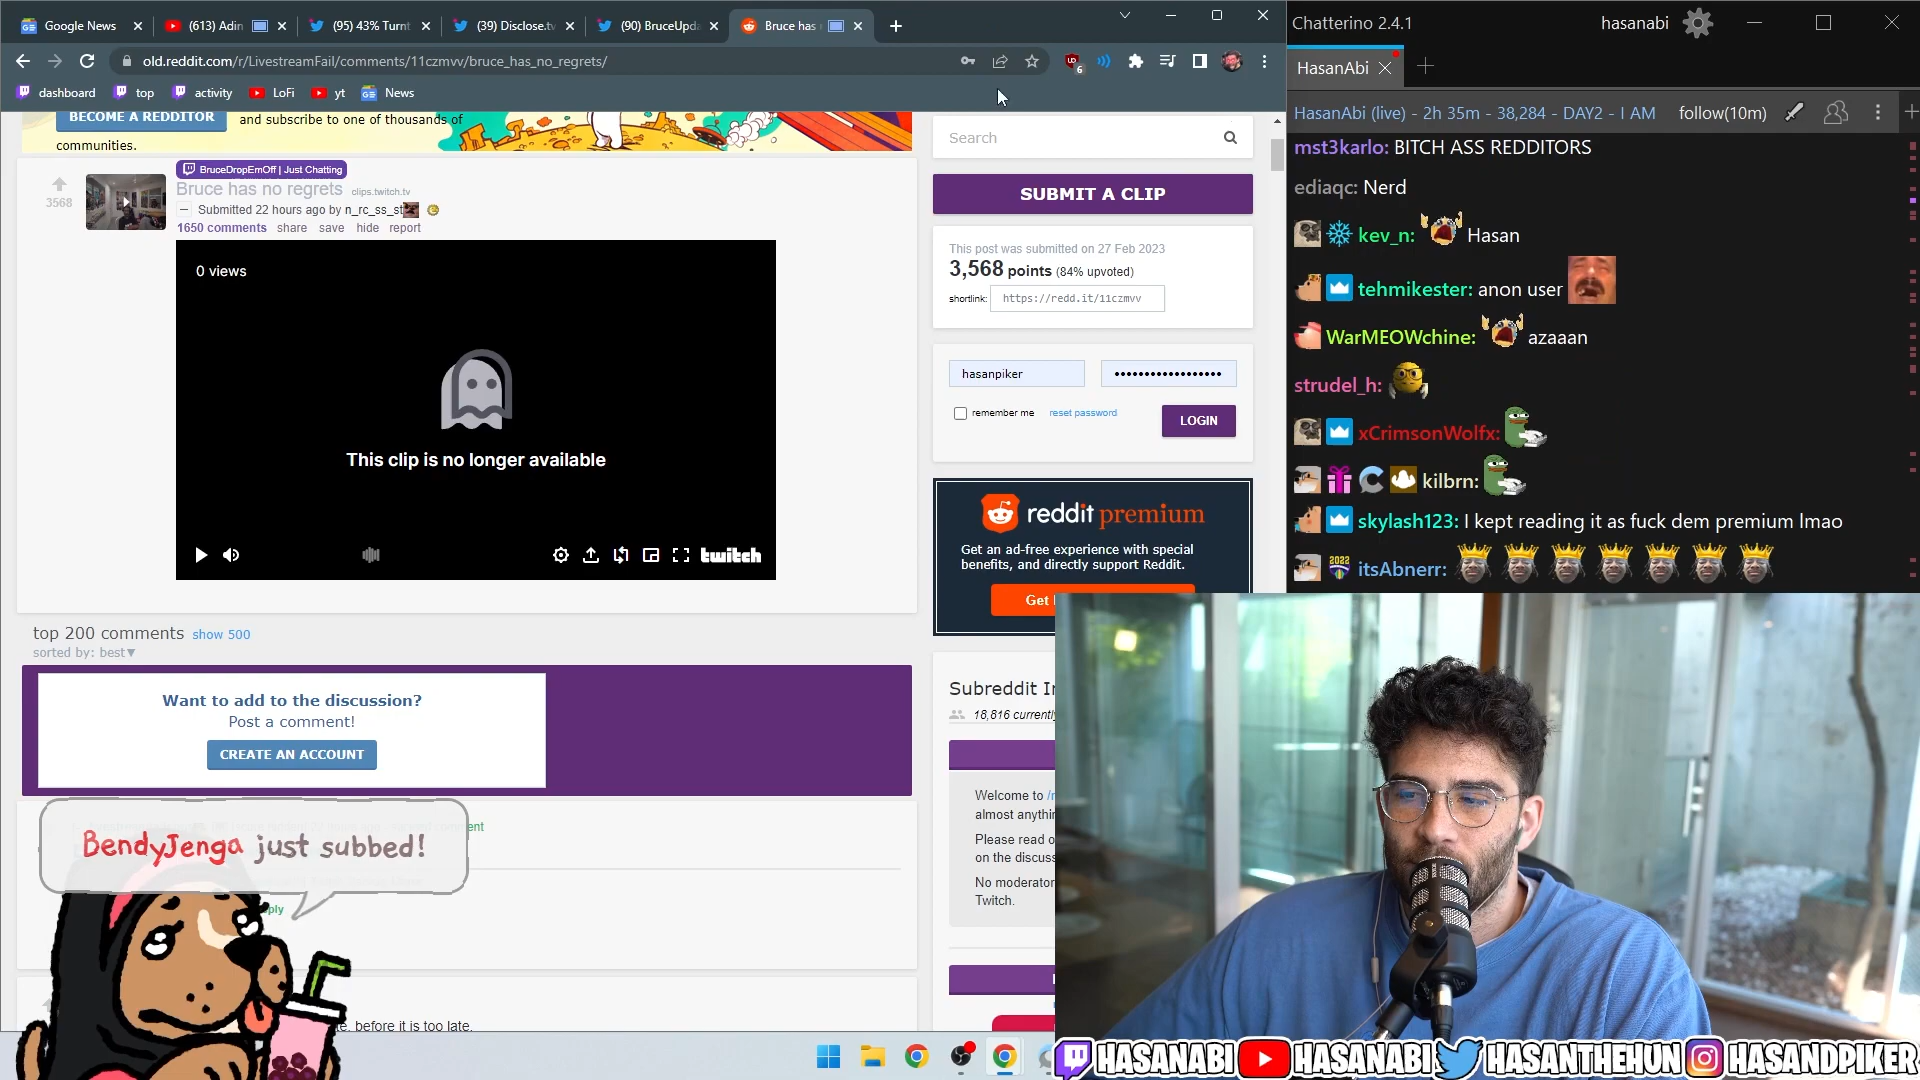 Google News
(613) Adin
(95) 43% Turnt
(39) Disclose.tv
(90) BruceUpda
Bruce has
old.reddit.com/r/LivestreamFail/comments/11czmvv/bruce_has_no_regrets/
6
dashboard
top
activity
LoFi
yt
News
BECOME A REDDITOR
and subscribe to one of thousands of
communities.
BruceDropEmOff | Just Chatting
3568
Bruce has no regrets clips.twitch.tv
Submitted 22 hours ago by n_rc_ss_st
1650 comments share save hide report
0 views
This clip is no longer available
twitch
top 200 comments show 500
sorted by: best▼
Want to add to the discussion?
Post a comment!
CREATE AN ACCOUNT
BendyJenga just subbed!
te, before it is too late.
Search
SUBMIT A CLIP
This post was submitted on 27 Feb 2023
3,568 points (84% upvoted)
shortlink: https://redd.it/11czmvv
hasanpiker
••••••••••••••••••
remember me
reset password
LOGIN
reddit premium
Get an ad-free experience with special
benefits, and directly support Reddit.
Get
Subreddit
18,816 currently
Welcome to
almost anythin
Please read o
on the discuss
No moderator
Twitch.
Chatterino 2.4.1
hasanabi
HasanAbi
HasanAbi (live) - 2h 35m - 38,284 - DAY2 - I AM
follow(10m)
mst3karlo: BITCH ASS REDDITORS
ediaqc: Nerd
kev_n: Hasan
tehmikester: anon user
WarMEOWchine: azaaan
strudel_h:
xCrimsonWolfx:
kilbrn:
skylash123: I kept reading it as fuck dem premium lmao
2022
itsAbnerr:
HASANABI
HASANABI
HASANTHEHUN
HASANDPIKER